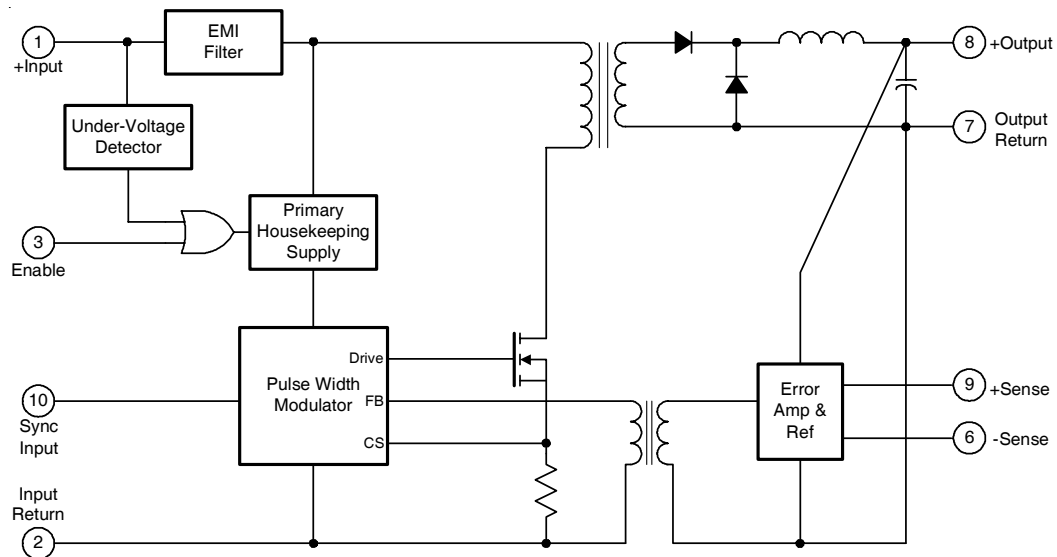 1
+Input
EMI
Filter
8
+Output
Under-Voltage
Detector
7
Output
Return
3
Enable
Primary
Housekeeping
Supply
Drive
Pulse Width
Modulator
FB
CS
10
Sync
Input
Error
Amp &
Ref
9
+Sense
6
-Sense
Input
Return
2